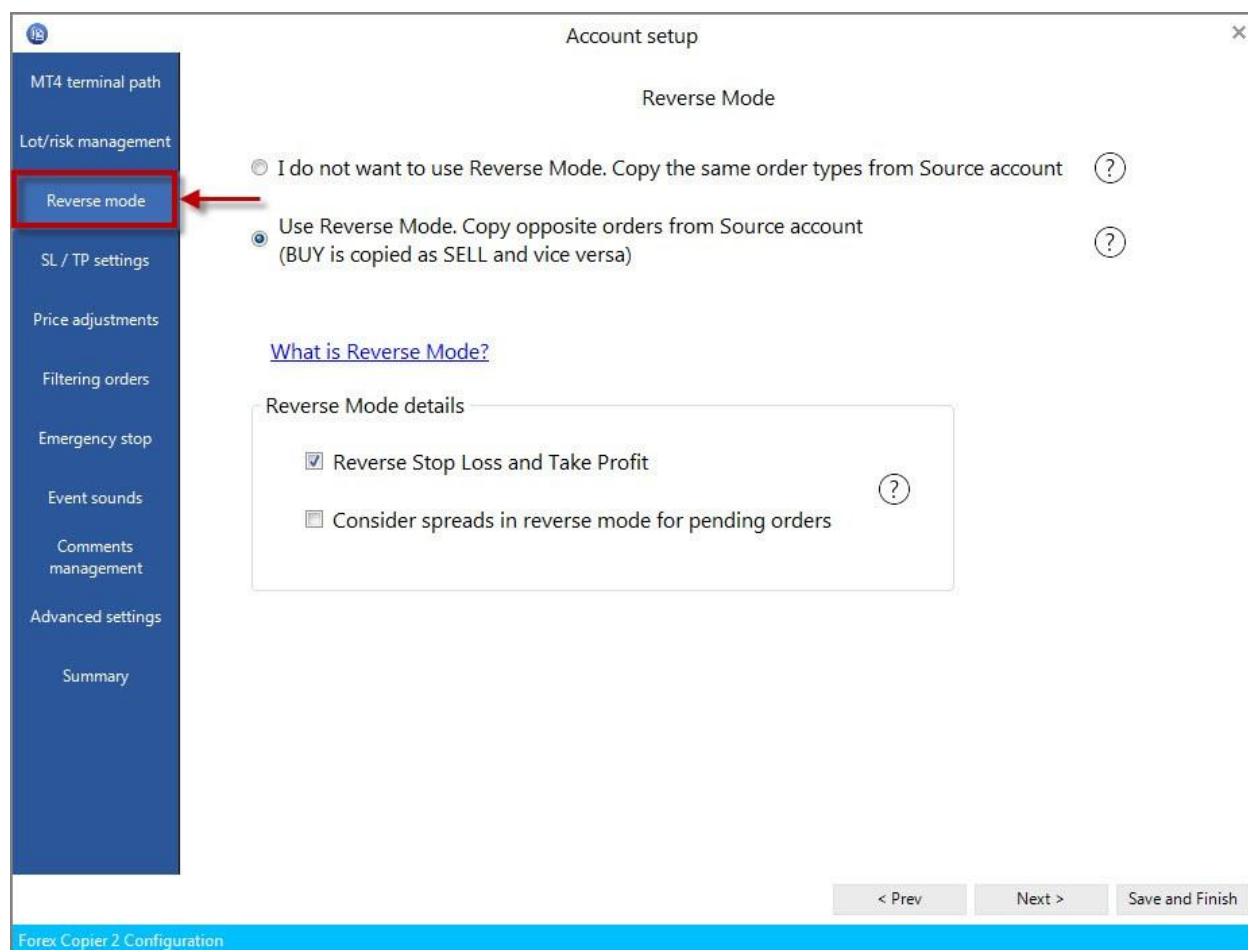 Account setup
MT4 terminal path
Lot/risk management
Reverse mode
SL / TP settings
Price adjustments
Filtering orders
Emergency stop
Event sounds
Comments
management
Advanced settings
Summary
Reverse Mode
I do not want to use Reverse Mode. Copy the same order types from Source account
?
Use Reverse Mode. Copy opposite orders from Source account
(BUY is copied as SELL and vice versa)
?
What is Reverse Mode?
Reverse Mode details
Reverse Stop Loss and Take Profit
?
Consider spreads in reverse mode for pending orders
< Prev
Next >
Save and Finish
Forex Copier 2 Configuration